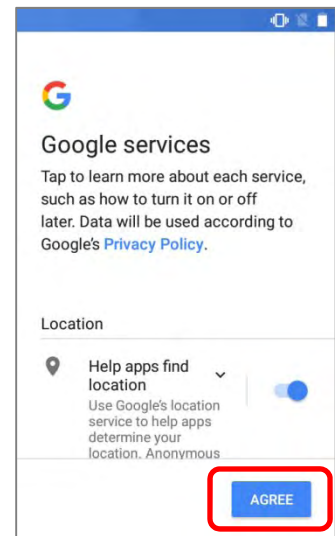 Google services
Tap to learn more about each service,
such as how to turn it on or off
later. Data will be used according to
Google's Privacy Policy.
Location
Help apps find
location
Use Google's location
service to help apps
determine your
location. Anonymous
AGREE